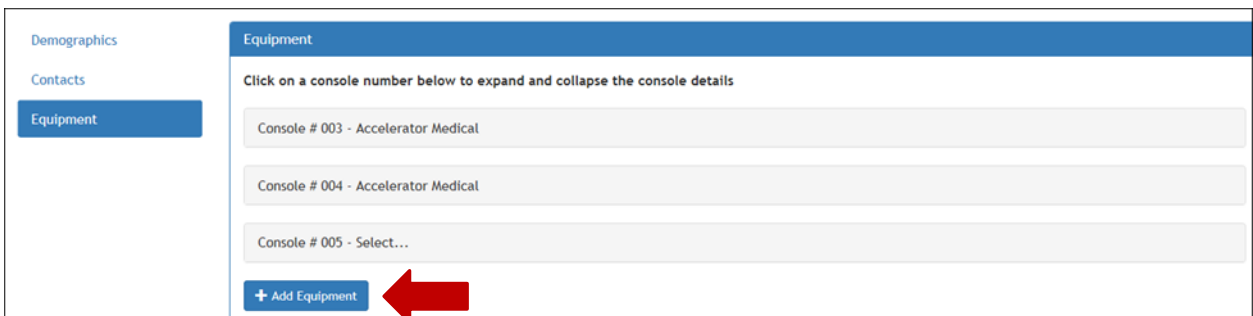 Demographics
Contacts
Equipment
Equipment
Click on a console number below to expand and collapse the console details
Console # 003 - Accelerator Medical
Console # 004 - Accelerator Medical
Console # 005 - Select...
+ Add Equipment